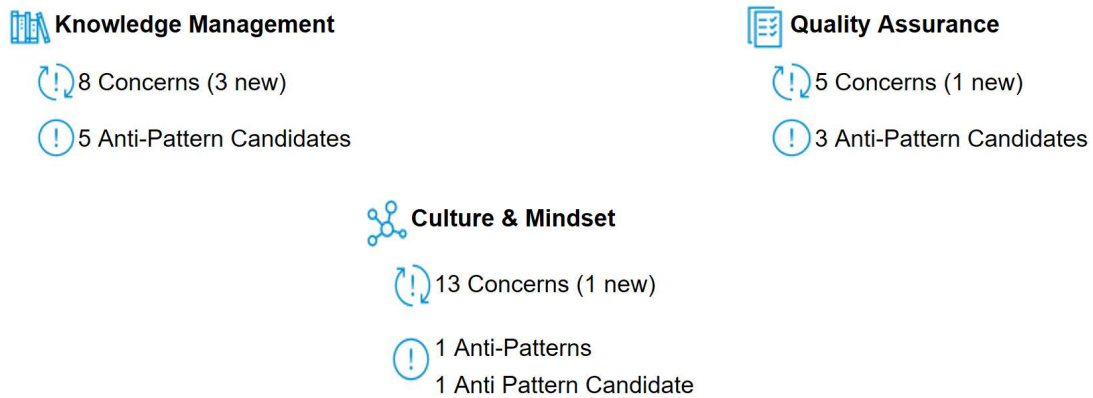 Knowledge Management
8 Concerns (3 new)
5 Anti-Pattern Candidates
Quality Assurance
5 Concerns (1 new)
3 Anti-Pattern Candidates
Culture & Mindset
13 Concerns (1 new)
1 Anti-Patterns
1 Anti Pattern Candidate